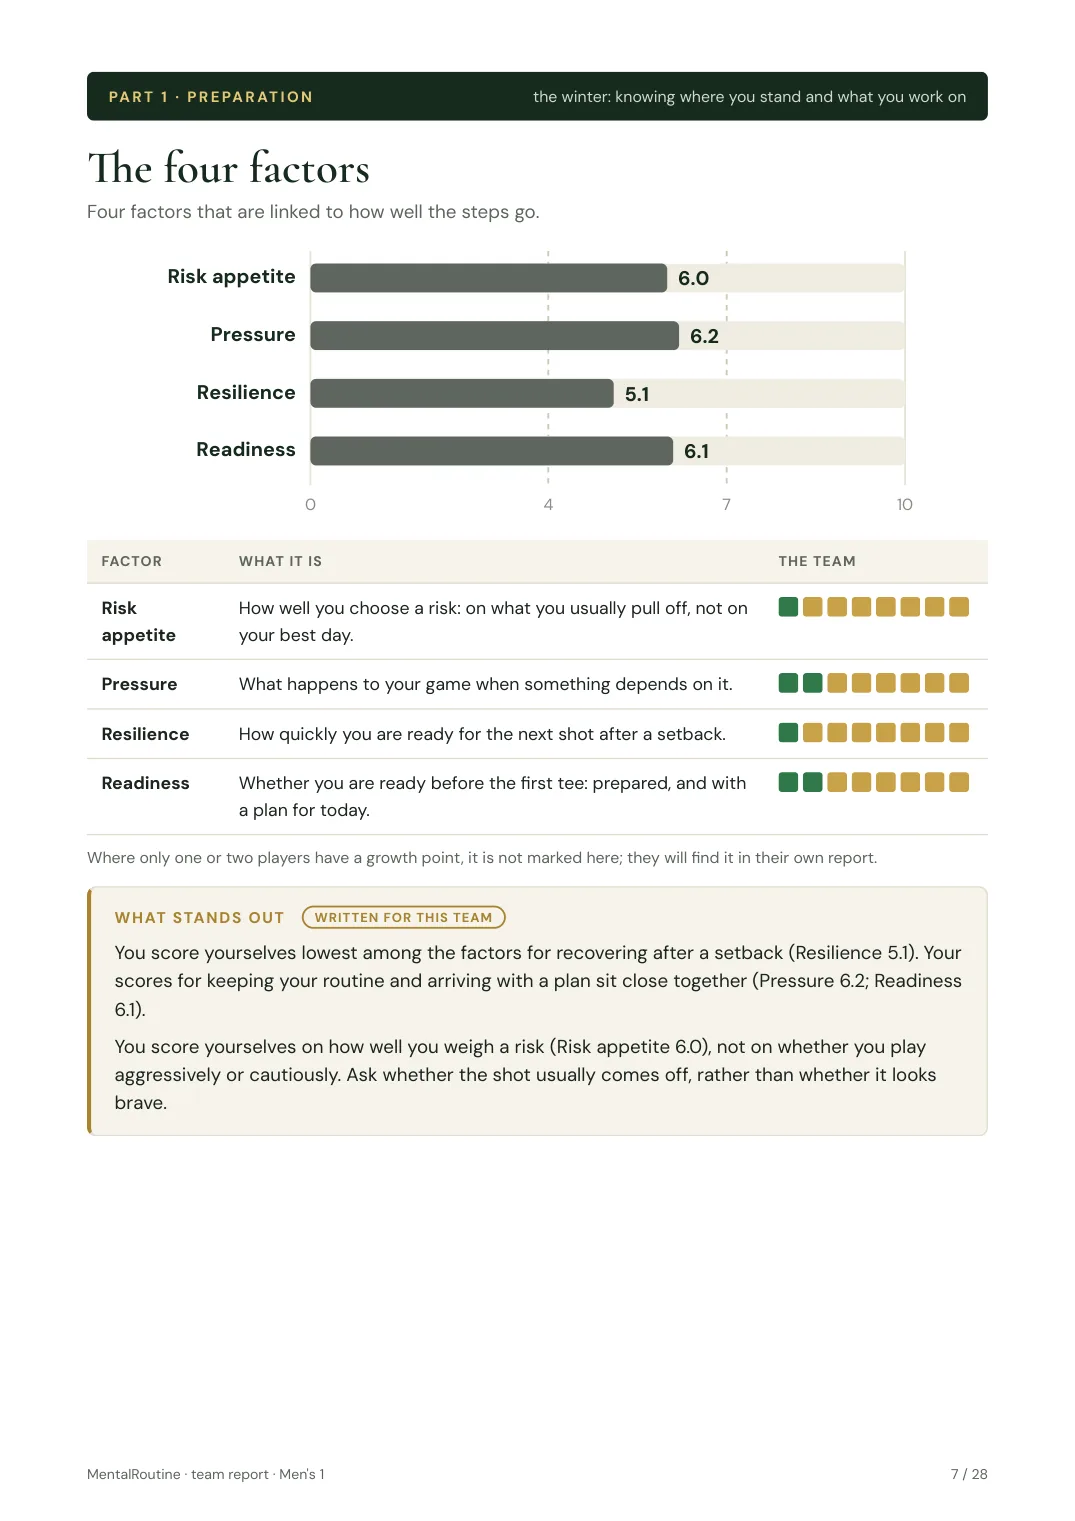 PART 1 · PREPARATION
the winter: knowing where you stand and what you work on
The four factors
Four factors that are linked to how well the steps go.
Risk appetite 6.0
Pressure 6.2
Resilience 5.1
Readiness 6.1
0 4 7 10
FACTOR WHAT IT IS THE TEAM
Risk appetite
How well you choose a risk: on what you usually pull off, not on
your best day.
Pressure What happens to your game when something depends on it.
Resilience How quickly you are ready for the next shot after a setback.
Readiness Whether you are ready before the first tee: prepared, and with
a plan for today.
Where only one or two players have a growth point, it is not marked here; they will find it in their own report.
WHAT STANDS OUT WRITTEN FOR THIS TEAM
You score yourselves lowest among the factors for recovering after a setback (Resilience 5.1). Your
scores for keeping your routine and arriving with a plan sit close together (Pressure 6.2; Readiness
6.1).
You score yourselves on how well you weigh a risk (Risk appetite 6.0), not on whether you play
aggressively or cautiously. Ask whether the shot usually comes off, rather than whether it looks
brave.
MentalRoutine · team report · Men's 1
7 / 28